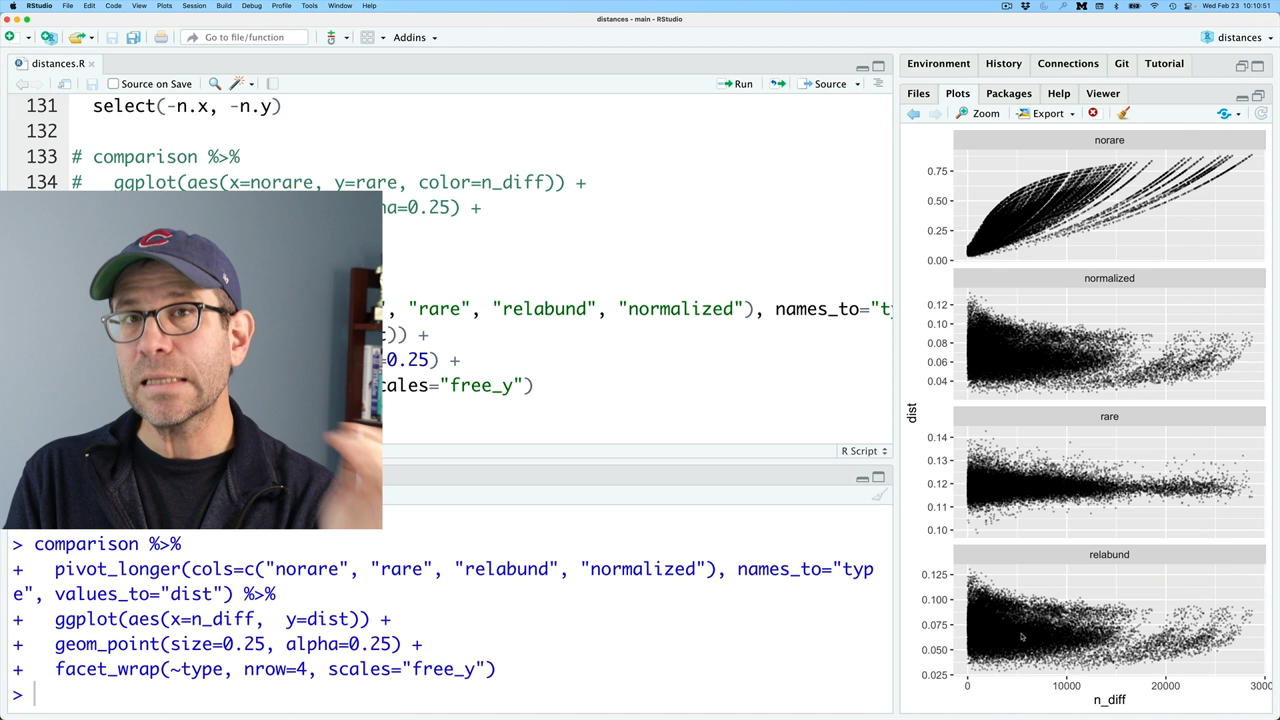 RStudio File Edit Code View Plots Session Build Debug Profile Tools Window Help Wed Feb 23 10:10:51
distances - main - RStudio
Go to file/function Addins distances
distances.R
Source on Save Run Source
131 select(-n.x, -n.y)
132
133 # comparison %>%
134 # ggplot(aes(x=norare, y=rare, color=n_diff)) +
a=0.25) +
, "rare", "relabund", "normalized"), names_to="ty
)) +
0.25) +
cales="free_y")
R Script
> comparison %>%
+ pivot_longer(cols=c("norare", "rare", "relabund", "normalized"), names_to="typ
e", values_to="dist") %>%
+ ggplot(aes(x=n_diff, y=dist)) +
+ geom_point(size=0.25, alpha=0.25) +
+ facet_wrap(~type, nrow=4, scales="free_y")
>
Environment History Connections Git Tutorial
Files Plots Packages Help Viewer
Zoom Export
norare
0.75
0.50
0.25
0.00
normalized
0.12
0.10
0.08
0.06
0.04
dist
rare
0.14
0.13
0.12
0.11
0.10
relabund
0.125
0.100
0.075
0.050
0.025
0 10000 20000 3000
n_diff